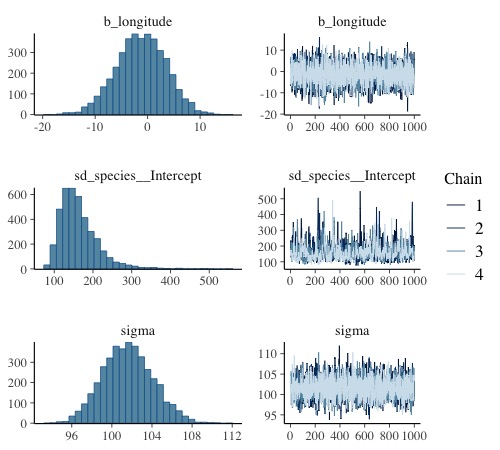 b_longitude
b_longitude
300
200
100
0
-20 -10 0 10
10
0
-10
-20
0 200 400 600 800 1000
sd_species__Intercept
sd_species__Intercept
600
400
200
0
100 200 300 400 500
500
400
300
200
100
0 200 400 600 800 1000
Chain
1
2
3
4
sigma
sigma
300
200
100
0
96 100 104 108 112
110
105
100
95
0 200 400 600 800 1000